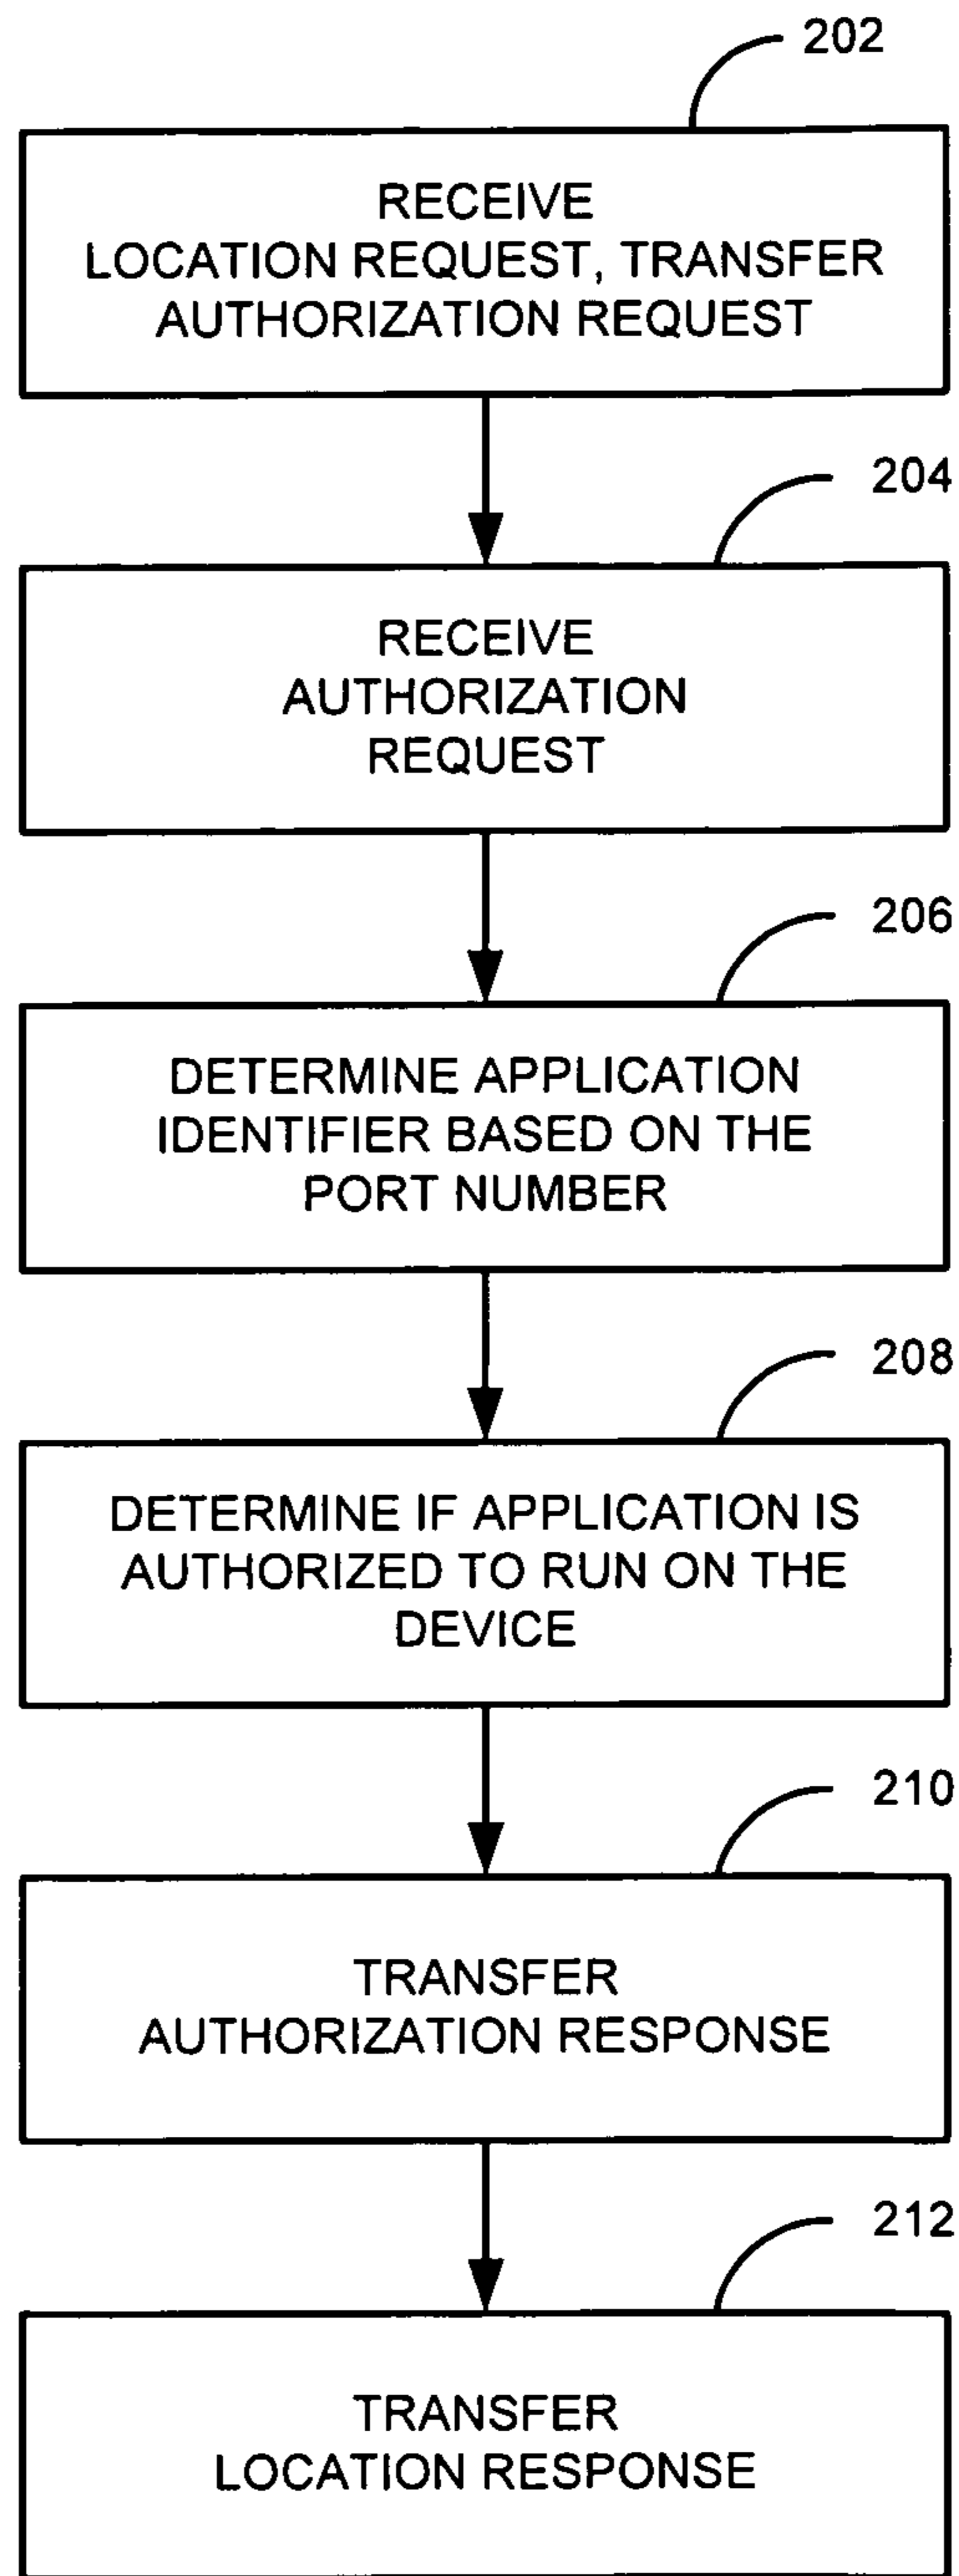 202
RECEIVE
LOCATION REQUEST, TRANSFER
AUTHORIZATION REQUEST
204
RECEIVE
AUTHORIZATION
REQUEST
206
DETERMINE APPLICATION
IDENTIFIER BASED ON THE
PORT NUMBER
208
DETERMINE IF APPLICATION IS
AUTHORIZED TO RUN ON THE
DEVICE
210
TRANSFER
AUTHORIZATION RESPONSE
212
TRANSFER
LOCATION RESPONSE